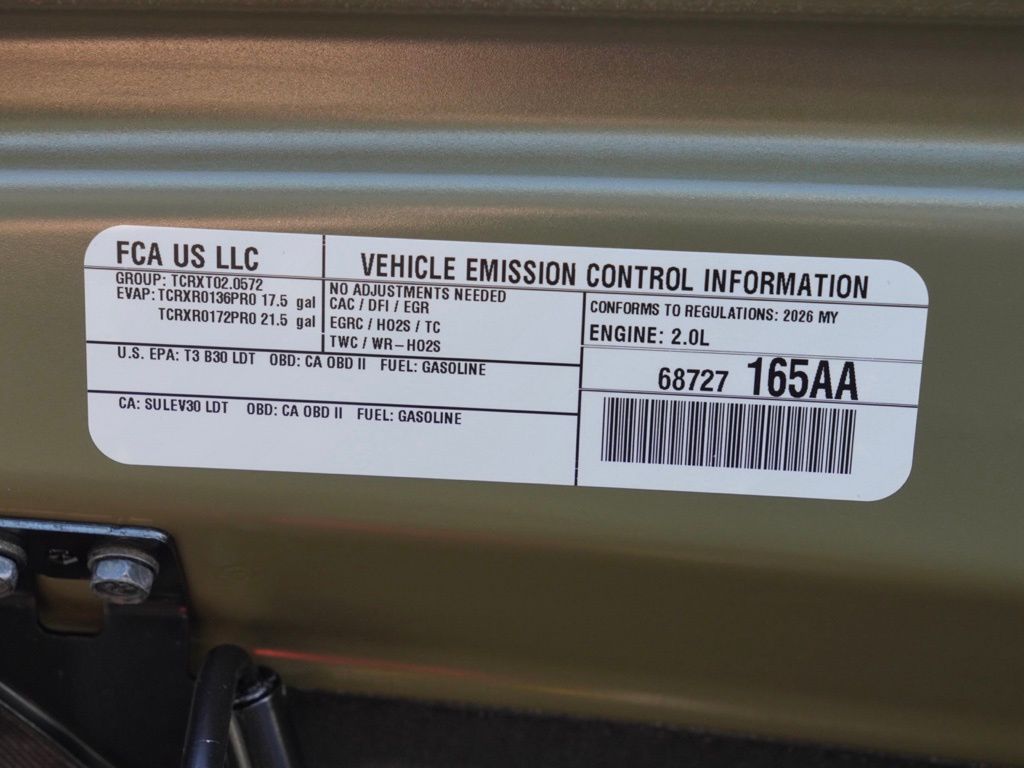 FCA US LLC
VEHICLE EMISSION CONTROL INFORMATION
GROUP: TCRXT02.0572
EVAP: TCRXR0136PR0 17.5 gal
TCRXR0172PR0 21.5 gal
NO ADJUSTMENTS NEEDED
CAC / DFI / EGR
EGRC / HO2S / TC
TWC / WR-HO2S
CONFORMS TO REGULATIONS: 2026 MY
ENGINE: 2.0L
U.S. EPA: T3 B30 LDT OBD: CA OBD II FUEL: GASOLINE
68727 165AA
CA: SULEV30 LDT OBD: CA OBD II FUEL: GASOLINE